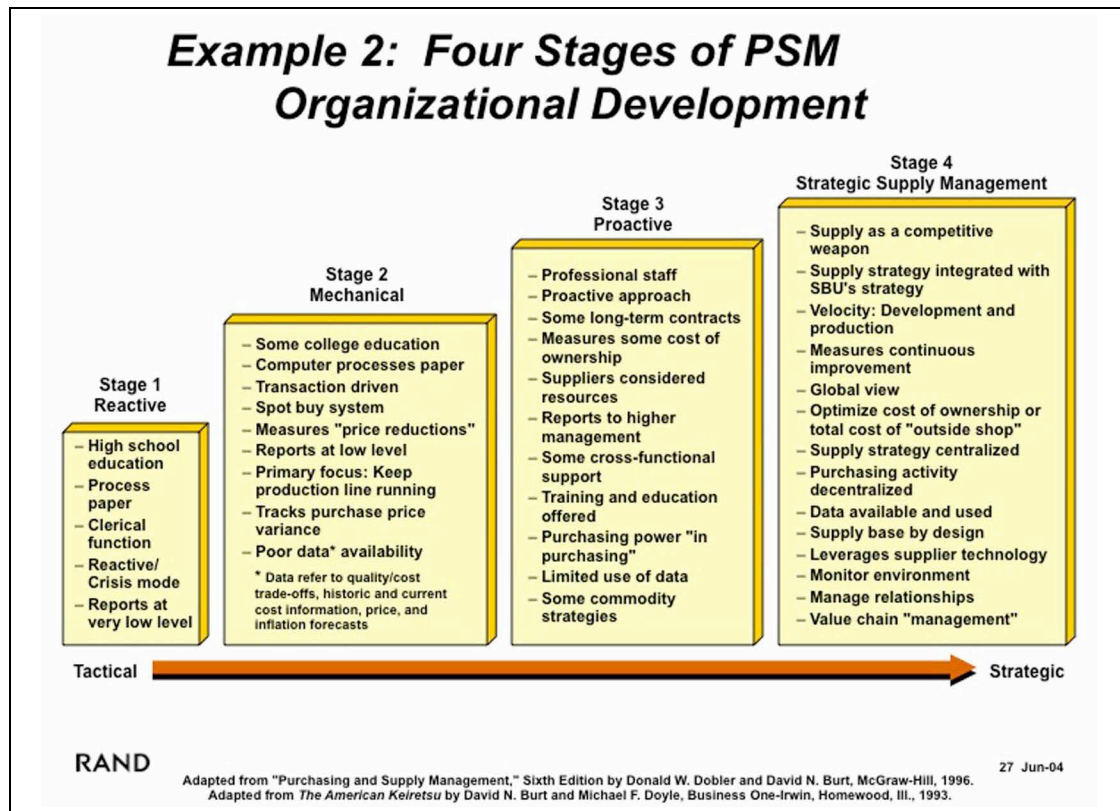 Example 2: Four Stages of PSM
Organizational Development
Stage 1
Reactive
– High school
education
– Process
paper
– Clerical
function
– Reactive/
Crisis mode
– Reports at
very low level
Stage 2
Mechanical
– Some college education
– Computer processes paper
– Transaction driven
– Spot buy system
– Measures "price reductions"
– Reports at low level
– Primary focus: Keep
production line running
– Tracks purchase price
variance
– Poor data* availability
* Data refer to quality/cost
trade-offs, historic and current
cost information, price, and
inflation forecasts
Stage 3
Proactive
– Professional staff
– Proactive approach
– Some long-term contracts
– Measures some cost of
ownership
– Suppliers considered
resources
– Reports to higher
management
– Some cross-functional
support
– Training and education
offered
– Purchasing power "in
purchasing"
– Limited use of data
– Some commodity
strategies
Stage 4
Strategic Supply Management
– Supply as a competitive
weapon
– Supply strategy integrated with
SBU's strategy
– Velocity: Development and
production
– Measures continuous
improvement
– Global view
– Optimize cost of ownership or
total cost of "outside shop"
– Supply strategy centralized
– Purchasing activity
decentralized
– Data available and used
– Supply base by design
– Leverages supplier technology
– Monitor environment
– Manage relationships
– Value chain "management"
Tactical
Strategic
RAND
27 Jun-04
Adapted from "Purchasing and Supply Management," Sixth Edition by Donald W. Dobler and David N. Burt, McGraw-Hill, 1996.
Adapted from The American Keiretsu by David N. Burt and Michael F. Doyle, Business One-Irwin, Homewood, Ill., 1993.